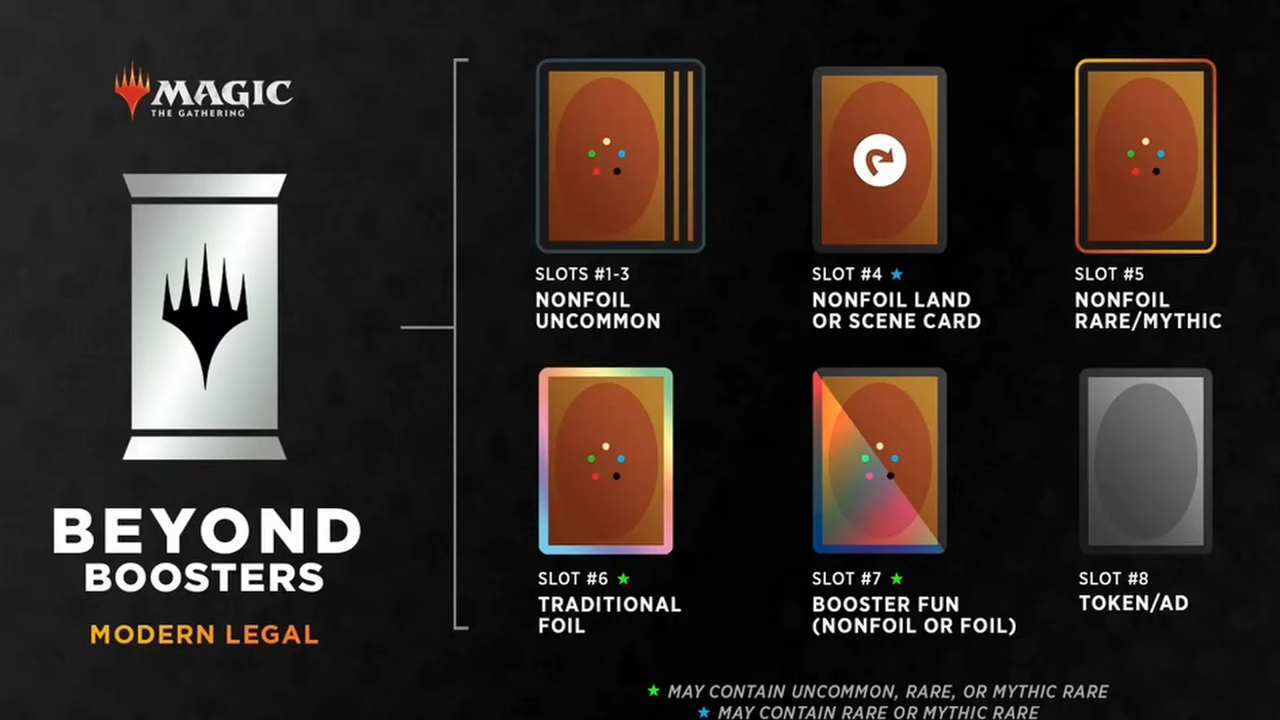 MAGIC
THE GATHERING
BEYOND
BOOSTERS
MODERN LEGAL
SLOTS #1-3
NONFOIL
UNCOMMON
SLOT #4
NONFOIL LAND
OR SCENE CARD
SLOT #5
NONFOIL
RARE/MYTHIC
SLOT #6
TRADITIONAL
FOIL
SLOT #7
BOOSTER FUN
(NONFOIL OR FOIL)
SLOT #8
TOKEN/AD
MAY CONTAIN UNCOMMON, RARE, OR MYTHIC RARE
MAY CONTAIN RARE OR MYTHIC RARE